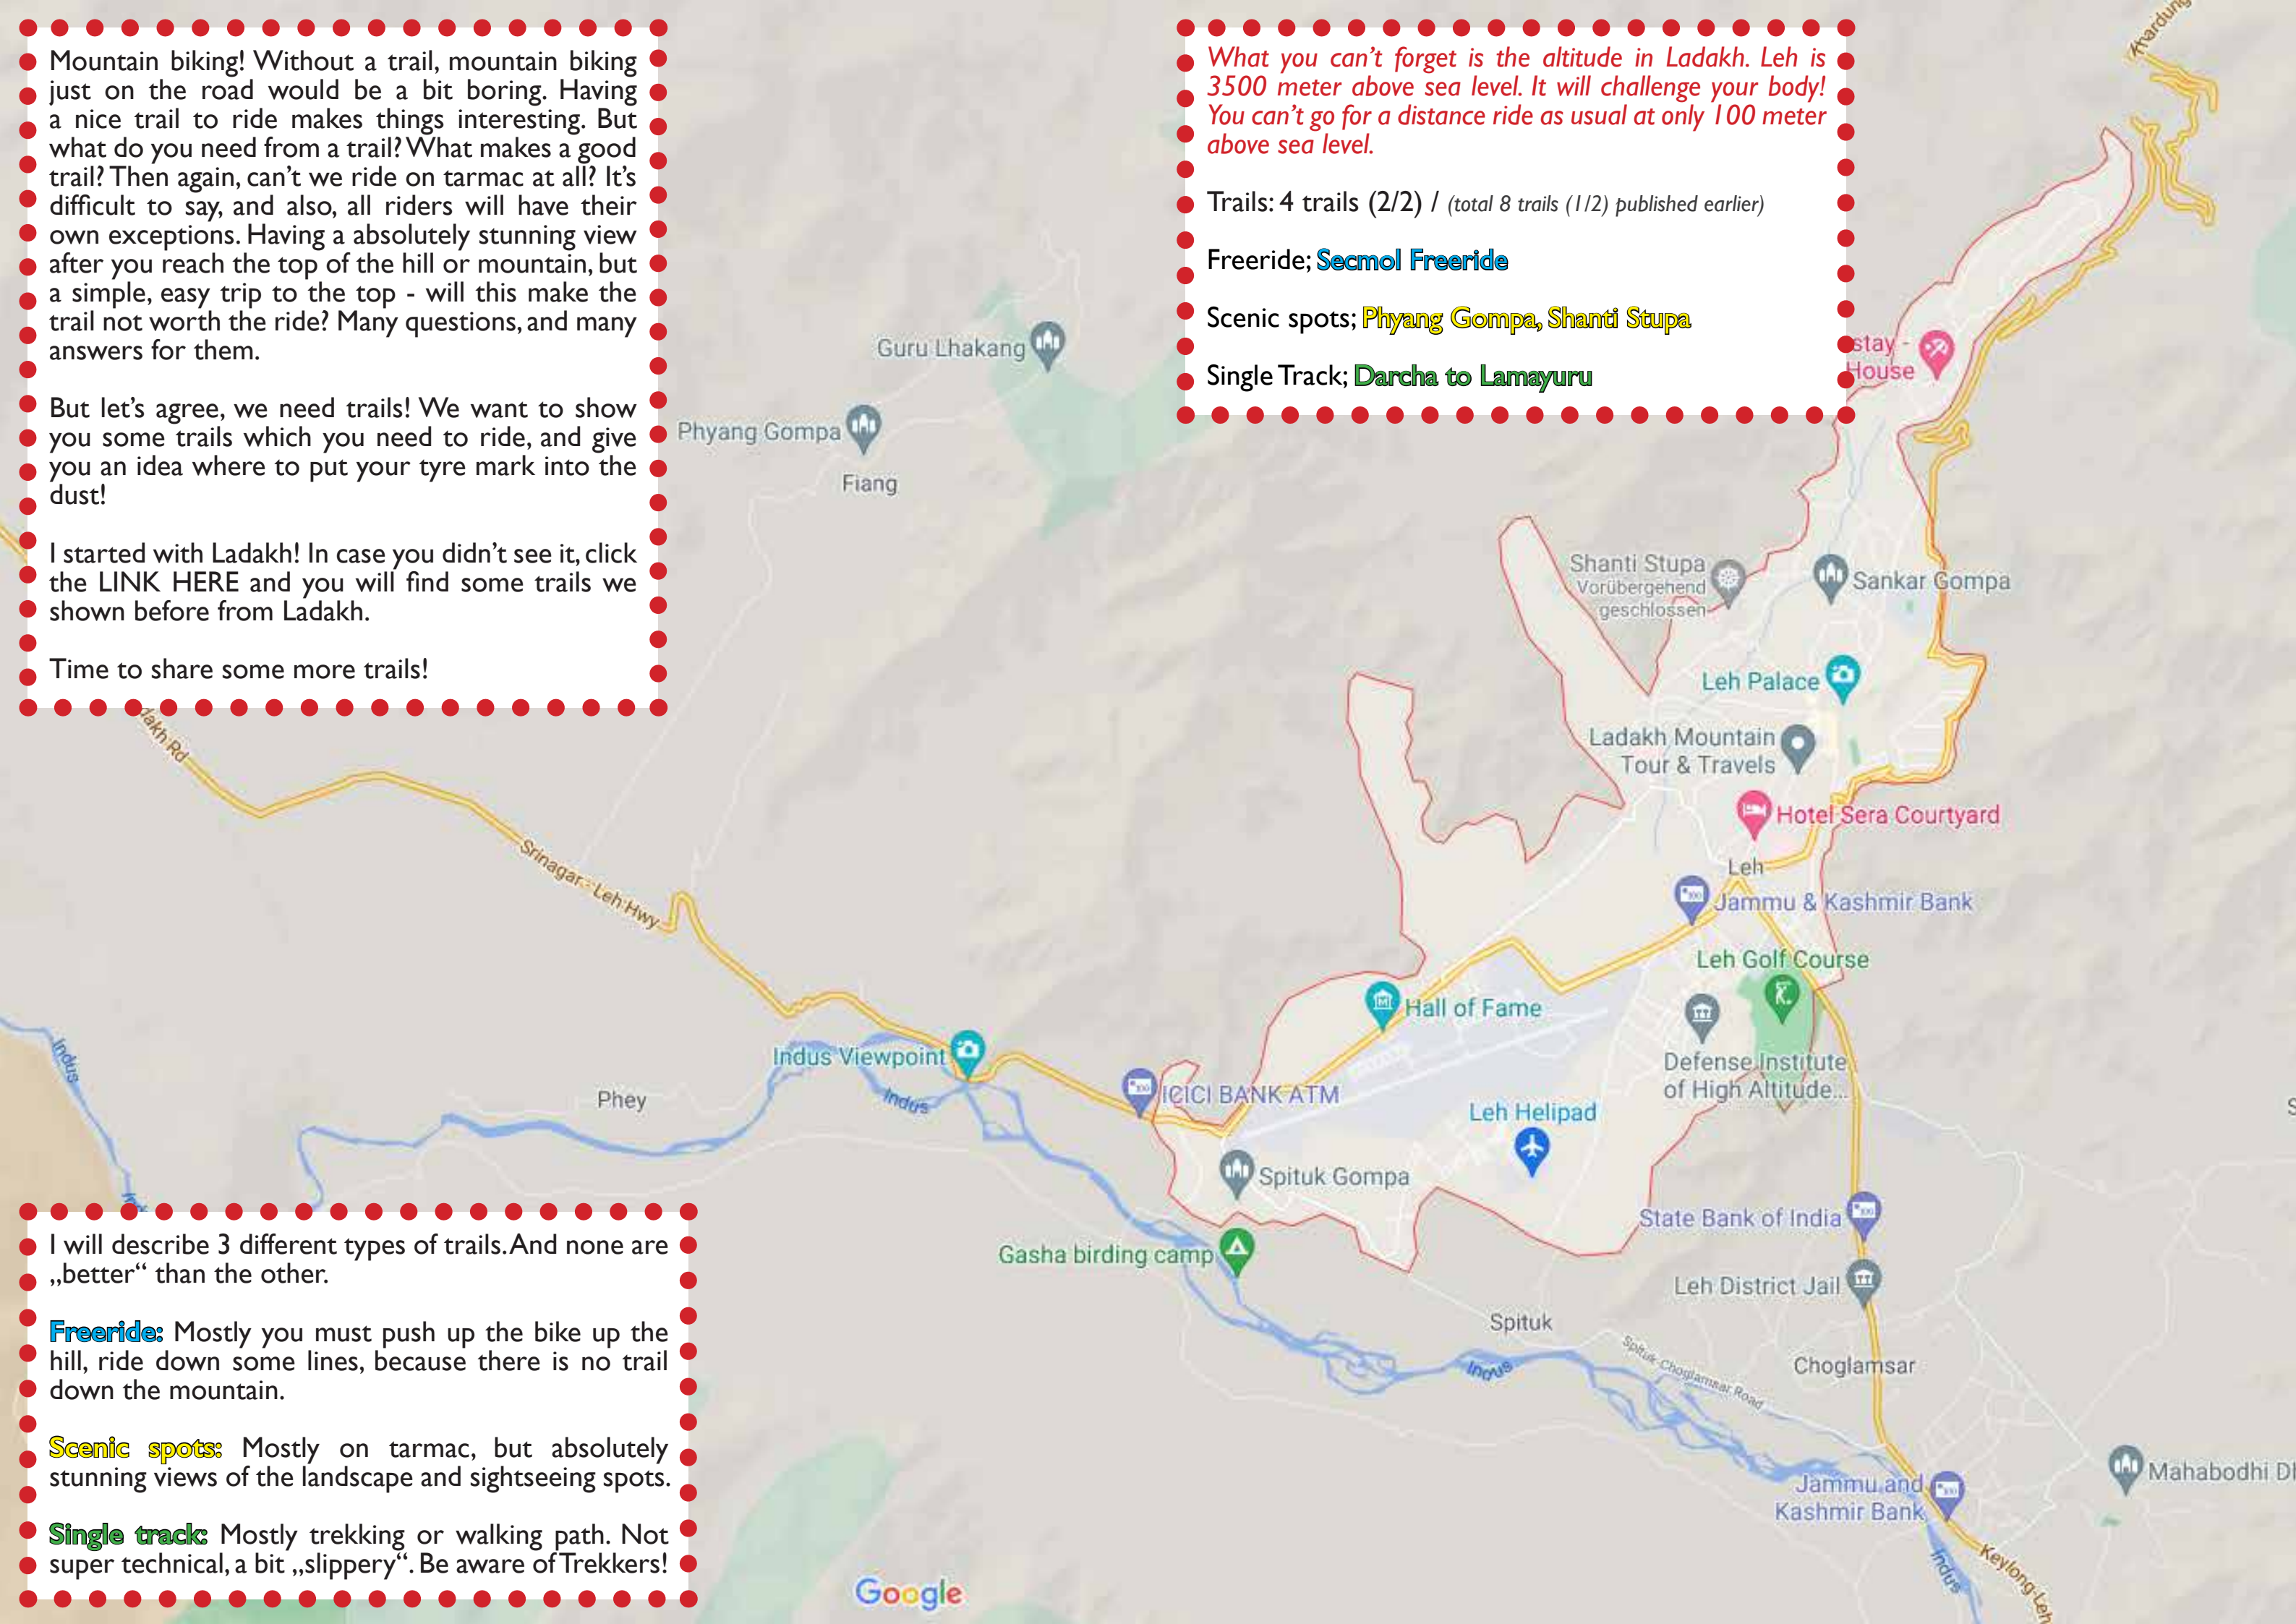 Mountain biking! Without a trail, mountain biking
just on the road would be a bit boring. Having
a nice trail to ride makes things interesting. But
what do you need from a trail? What makes a good
trail? Then again, can't we ride on tarmac at all? It's
difficult to say, and also, all riders will have their
own exceptions. Having a absolutely stunning view
after you reach the top of the hill or mountain, but
a simple, easy trip to the top - will this make the
trail not worth the ride? Many questions, and many
answers for them.
But let's agree, we need trails! We want to show
you some trails which you need to ride, and give
you an idea where to put your tyre mark into the
dust!
I started with Ladakh! In case you didn't see it, click
the LINK HERE and you will find some trails we
shown before from Ladakh.
Time to share some more trails!
What you can't forget is the altitude in Ladakh. Leh is
3500 meter above sea level. It will challenge your body!
You can't go for a distance ride as usual at only 100 meter
above sea level.
Trails: 4 trails (2/2) / (total 8 trails (1/2) published earlier)
Freeride; Secmol Freeride
Scenic spots; Phyang Gompa, Shanti Stupa
Single Track; Darcha to Lamayuru
Guru Lhakang
Phyang Gompa
Fiang
House
Shanti Stupa
Vorübergehend
geschlossen
Sankar Gompa
Leh Palace
Ladakh Mountain
Tour & Travels
Hotel Sera Courtyard
Leh
Jammu & Kashmir Bank
Leh Golf Course
Hall of Fame
Defense Institute
of High Altitude...
Rd
Srinagar - Leh Hwy
Indus
Indus Viewpoint
Indus
Phey
ICICI BANK ATM
Leh Helipad
Spituk Gompa
State Bank of India
Gasha birding camp
Leh District Jail
Spituk
Spituk-Choglamsar Road
Choglamsar
Indus
Jammu and
Kashmir Bank
Mahabodhi
Indus
Keylong-Leh
Google
I will describe 3 different types of trails. And none are
„better“ than the other.
Freeride: Mostly you must push up the bike up the
hill, ride down some lines, because there is no trail
down the mountain.
Scenic spots: Mostly on tarmac, but absolutely
stunning views of the landscape and sightseeing spots.
Single track: Mostly trekking or walking path. Not
super technical, a bit „slippery“. Be aware of Trekkers!